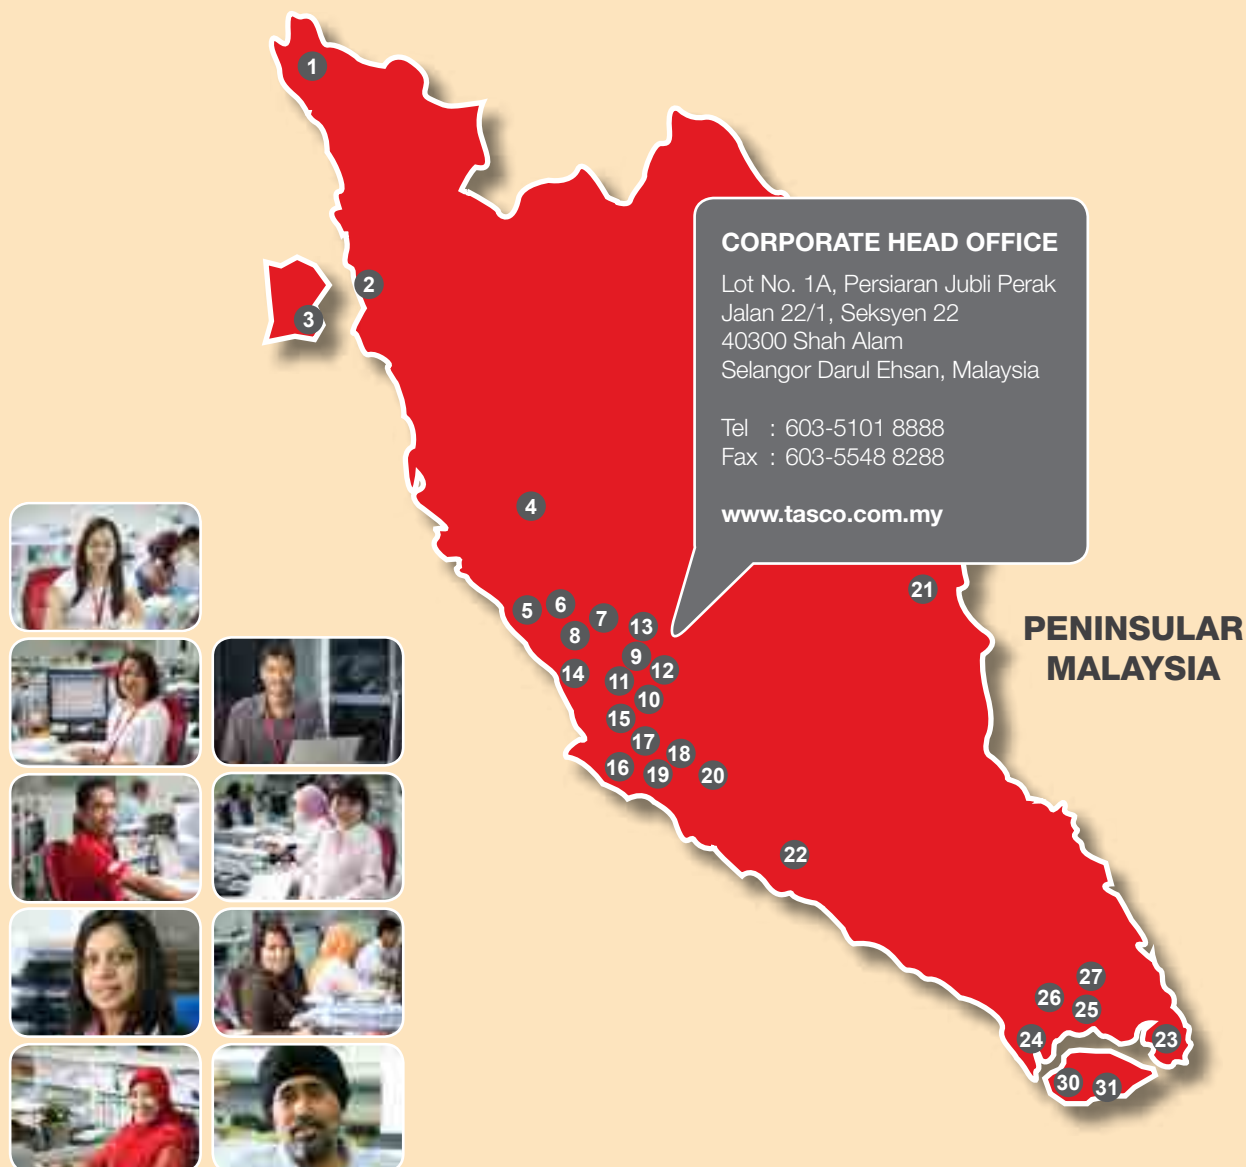 1
2
3
CORPORATE HEAD OFFICE
Lot No. 1A, Persiaran Jubli Perak
Jalan 22/1, Seksyen 22
40300 Shah Alam
Selangor Darul Ehsan, Malaysia
Tel : 603-5101 8888
Fax : 603-5548 8288
www.tasco.com.my
4
5
6
7
8
13
9
12
14
11
10
15
17
18
16
19
20
21
PENINSULAR
MALAYSIA
22
27
26
25
24
23
30
31